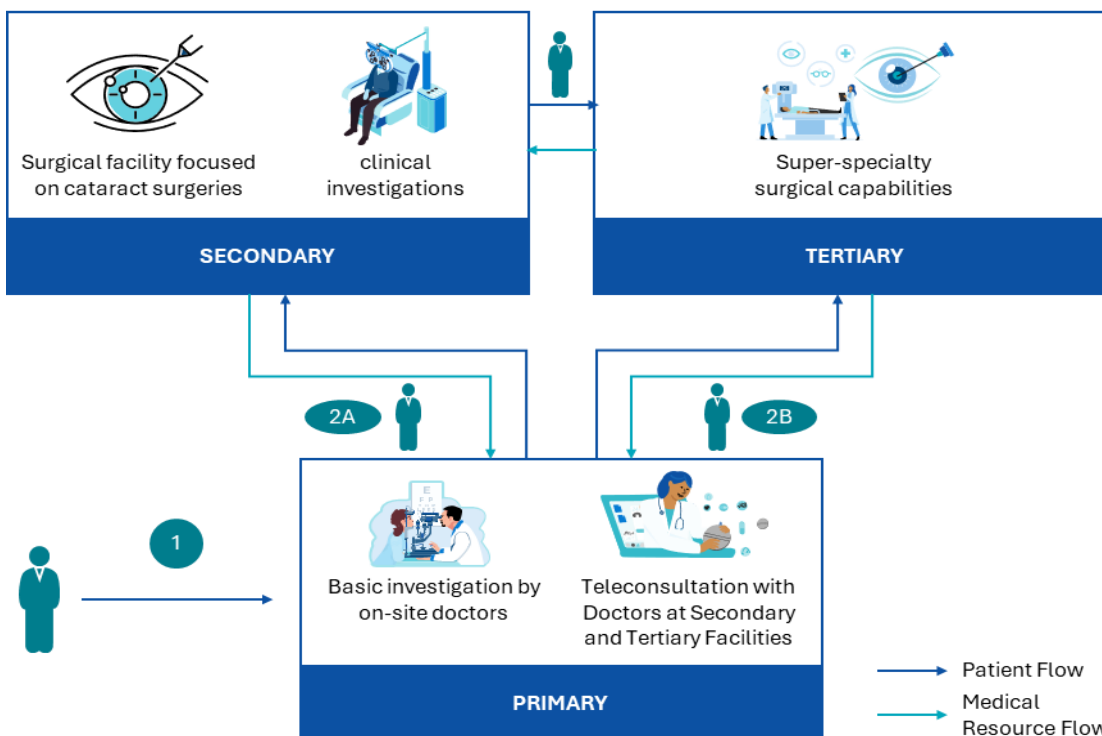 Surgical facility focused
on cataract surgeries
clinical
investigations
SECONDARY
Super-specialty
surgical capabilities
TERTIARY
2A
2B
1
Basic investigation by
on-site doctors
Teleconsultation with
Doctors at Secondary
and Tertiary Facilities
PRIMARY
Patient Flow
Medical
Resource Flow